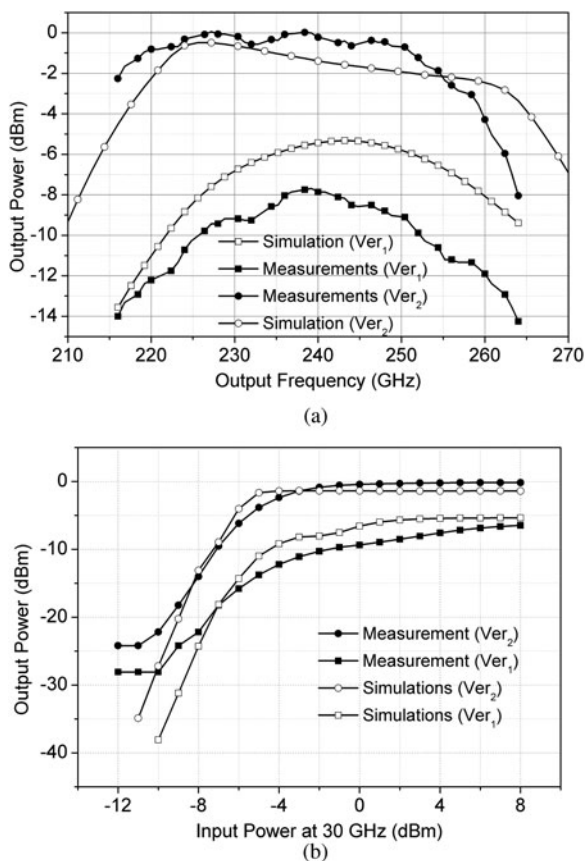 0
-2
-4
-6
-8
-10
-12
-14
Output Power (dBm)
Simulation (Ver₁)
Measurements (Ver₁)
Measurements (Ver₂)
Simulation (Ver₂)
210 220 230 240 250 260 270
Output Frequency (GHz)
(a)
0
-10
-20
-30
-40
Output Power (dBm)
Measurement (Ver₂)
Measurement (Ver₁)
Simulations (Ver₂)
Simulations (Ver₁)
-12 -8 -4 0 4 8
Input Power at 30 GHz (dBm)
(b)